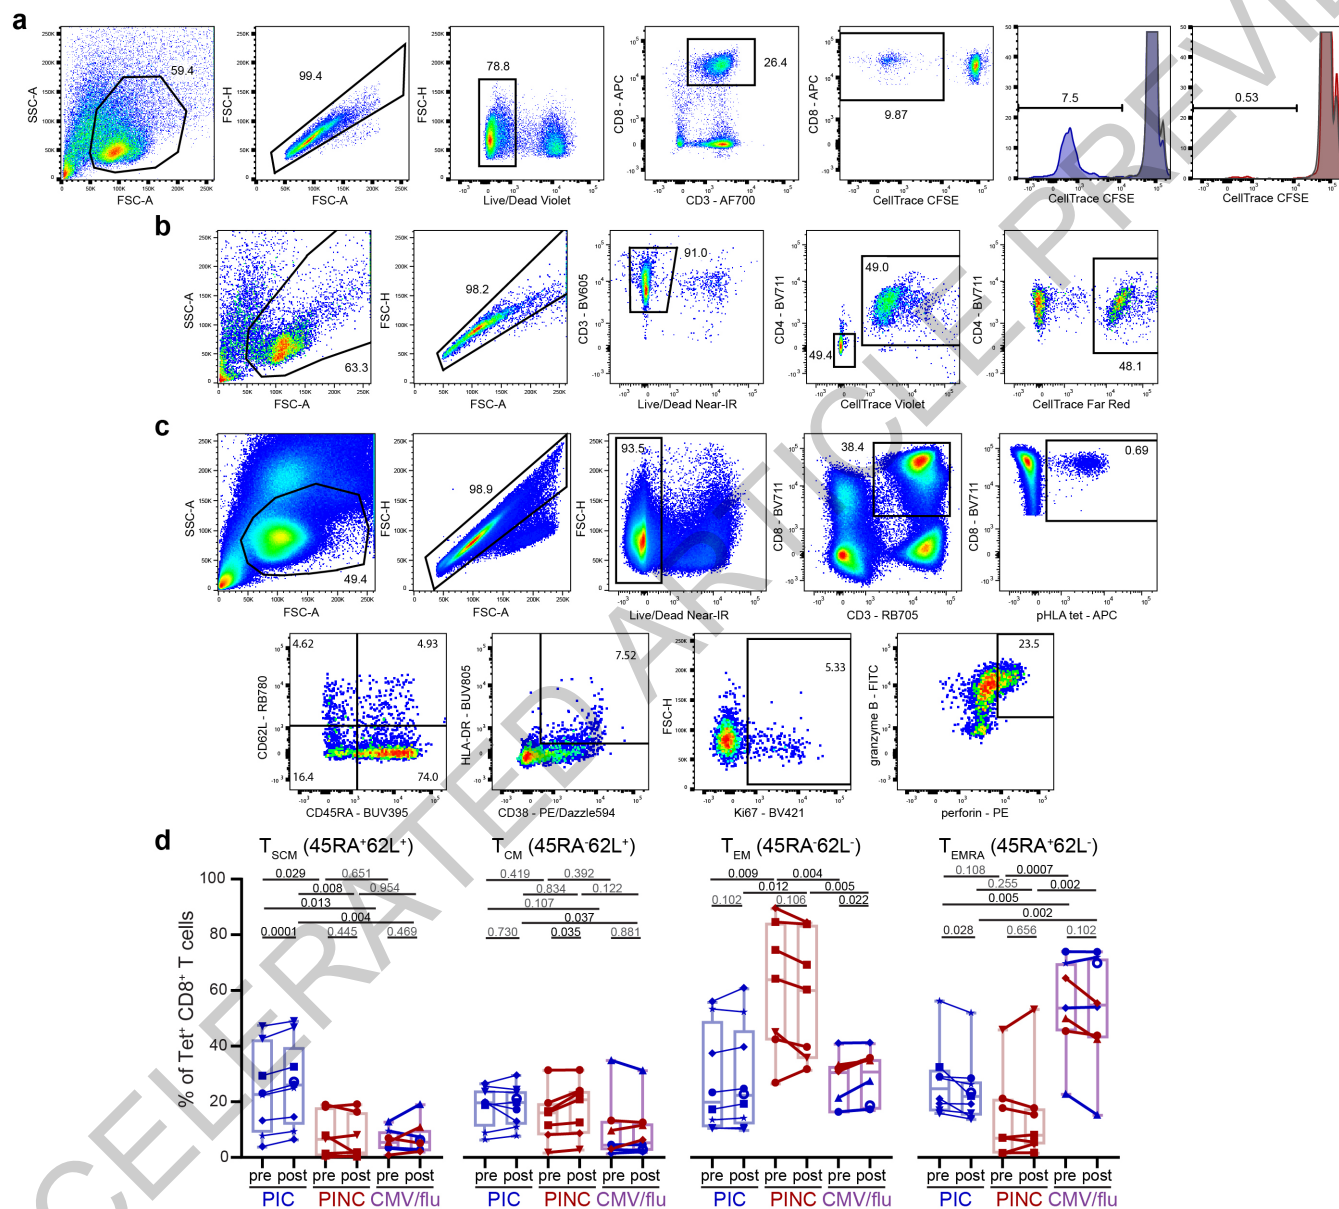 a
59.4
99.4
78.8
26.4
9.87
7.5
0.53
SSC-A
FSC-A
FSC-H
FSC-A
FSC-H
Live/Dead Violet
CD8 - APC
CD3 - AF700
CD8 - APC
CellTrace CFSE
CellTrace CFSE
CellTrace CFSE
b
63.3
98.2
91.0
49.0
49.4
48.1
SSC-A
FSC-A
FSC-H
FSC-A
CD3 - BV605
Live/Dead Near-IR
CD4 - BV711
CellTrace Violet
CD4 - BV711
CellTrace Far Red
c
49.4
98.9
93.5
38.4
0.69
SSC-A
FSC-A
FSC-H
FSC-A
FSC-H
Live/Dead Near-IR
CD8 - BV711
CD3 - RB705
CD8 - BV711
pHLA tet - APC
4.62 4.93
16.4 74.0
7.52
5.33
23.5
CD62L - RB780
CD45RA - BUV395
HLA-DR - BUV805
CD38 - PE/Dazzle594
FSC-H
Ki67 - BV421
granzyme B - FITC
perforin - PE
d
TSCM (45RA+62L+)
TCM (45RA-62L+)
TEM (45RA-62L-)
TEMRA (45RA+62L-)
% of Tet+ CD8+ T cells
100
80
60
40
20
0
0.029 0.651
0.008 0.954
0.013
0.004
0.0001 0.445 0.469
0.419 0.392
0.834 0.122
0.107
0.037
0.730 0.035 0.881
0.009 0.004
0.012 0.005
0.102 0.106 0.022
0.108 0.0007
0.255 0.002
0.005
0.002
0.028 0.656 0.102
pre post pre post pre post
PIC PINC CMV/flu
pre post pre post pre post
PIC PINC CMV/flu
pre post pre post pre post
PIC PINC CMV/flu
pre post pre post pre post
PIC PINC CMV/flu
CELERATED ARTICLE PREVIE